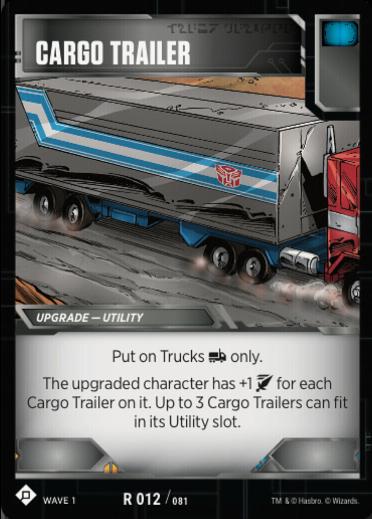 CARGO TRAILER
UPGRADE — UTILITY
Put on Trucks only.
The upgraded character has +1 for each
Cargo Trailer on it. Up to 3 Cargo Trailers can fit
in its Utility slot.
WAVE 1 R 012 / 081 TM & © Hasbro. © Wizards.